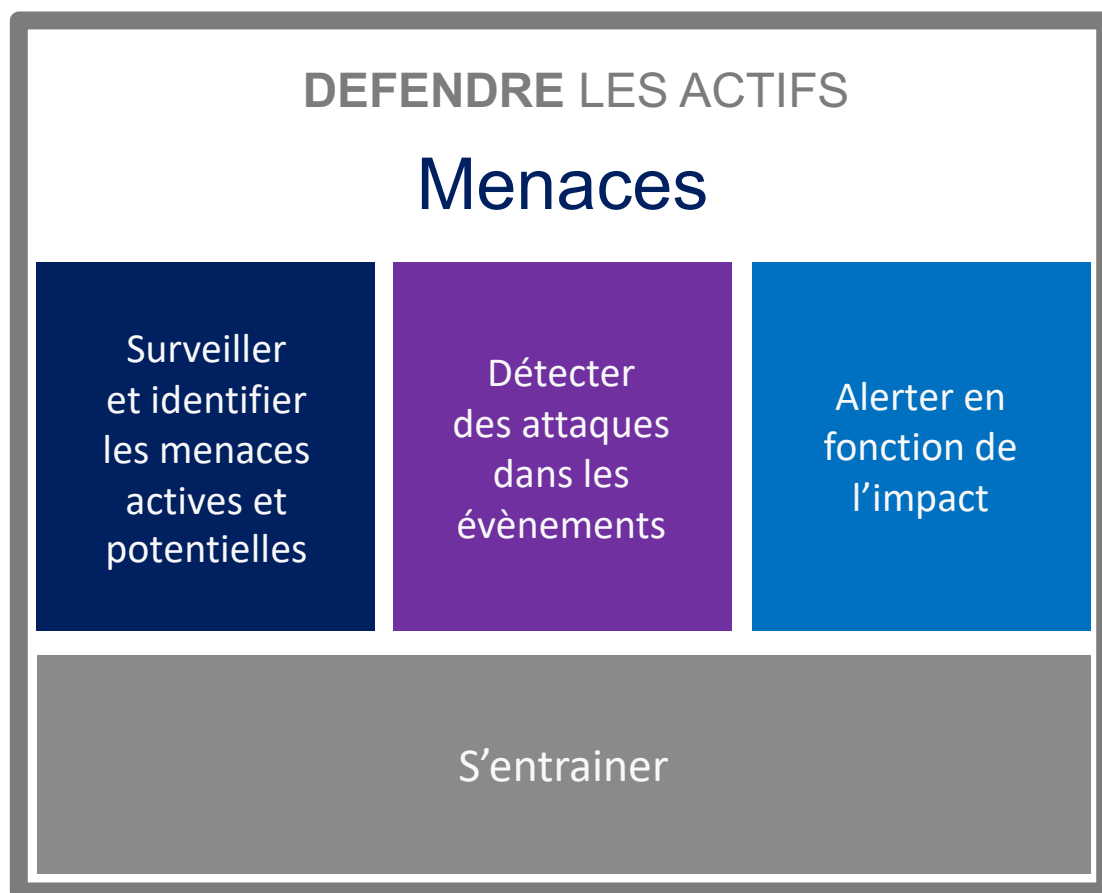 DEFENDRE LES ACTIFS
Menaces
Surveiller
et identifier
les menaces
actives et
potentielles
Détecter
des attaques
dans les
évènements
Alerter en
fonction de
l’impact
S’entrainer